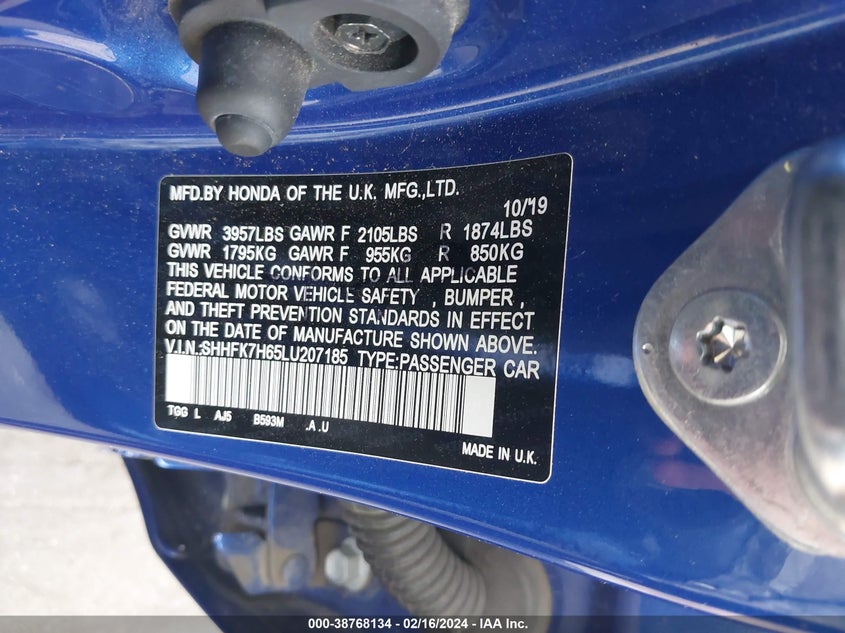 MFD.BY HONDA OF THE U.K. MFG.,LTD.
10/19
GVWR 3957LBS GAWR F 2105LBS R 1874LBS
GVWR 1795KG GAWR F 955KG R 850KG
THIS VEHICLE CONFORMS TO ALL APPLICABLE
FEDERAL MOTOR VEHICLE SAFETY , BUMPER ,
AND THEFT PREVENTION STANDARDS IN EFFECT
ON THE DATE OF MANUFACTURE SHOWN ABOVE.
V.I.N.:SHHFK7H65LU207185 TYPE:PASSENGER CAR
TGG L AJ5 B593M .A .U
MADE IN U.K.
000-38768134 - 02/16/2024 - IAA Inc.